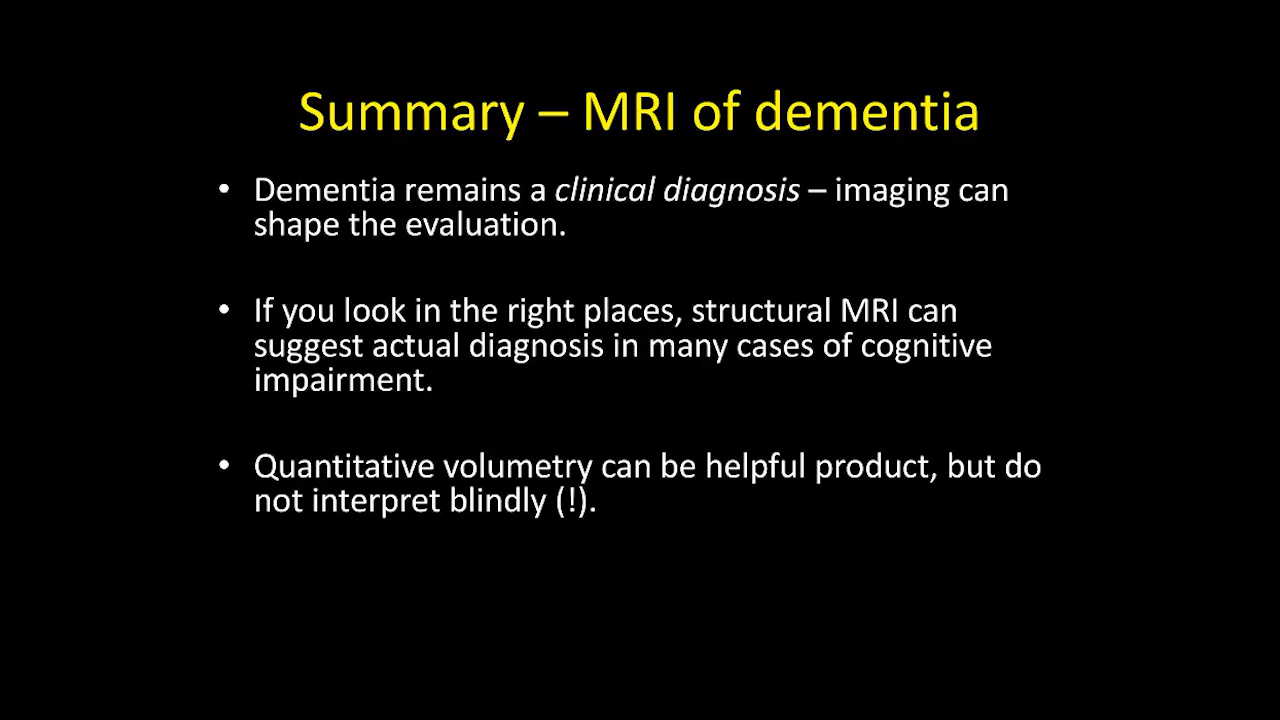 Summary – MRI of dementia
• Dementia remains a clinical diagnosis – imaging can
shape the evaluation.
• If you look in the right places, structural MRI can
suggest actual diagnosis in many cases of cognitive
impairment.
• Quantitative volumetry can be helpful product, but do
not interpret blindly (!).